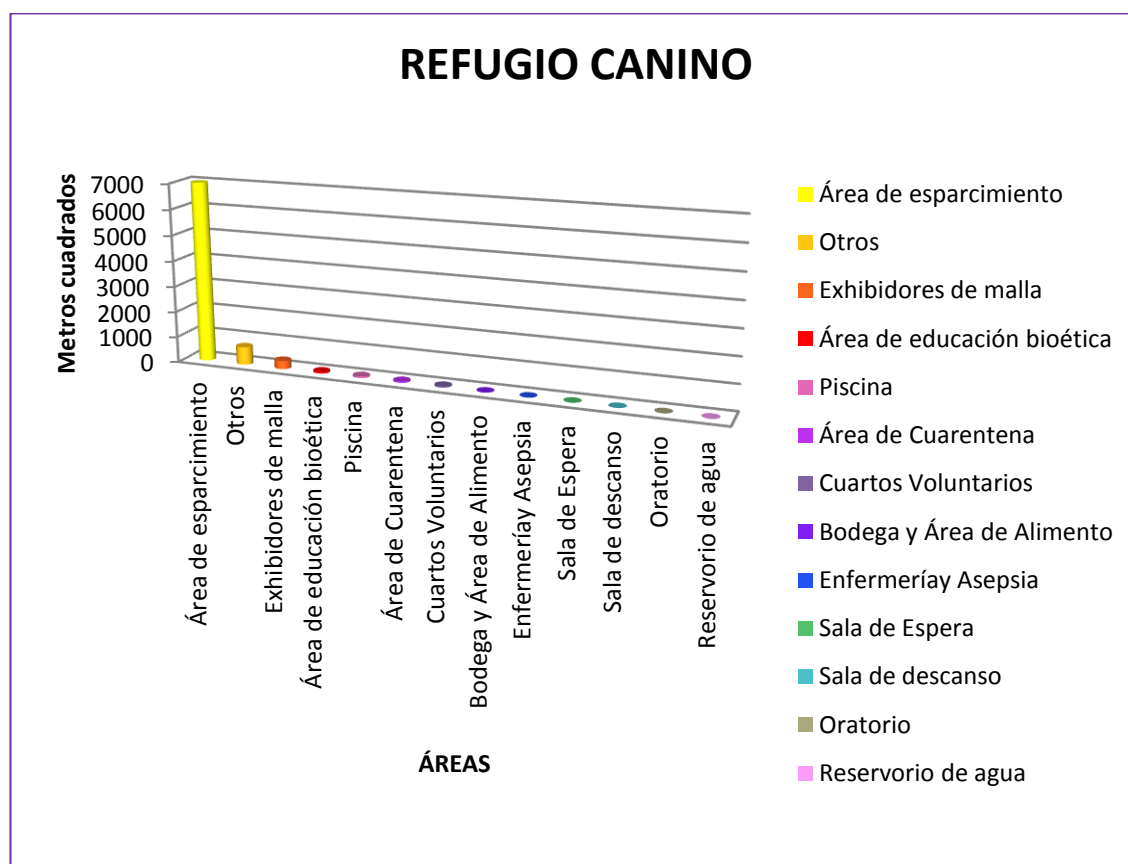 REFUGIO CANINO
Metros cuadrados
7000
6000
5000
4000
3000
2000
1000
0
Área de esparcimiento
Otros
Exhibidores de malla
Área de educación bioética
Piscina
Área de Cuarentena
Cuartos Voluntarios
Bodega y Área de Alimento
Enfermeríay Asepsia
Sala de Espera
Sala de descanso
Oratorio
Reservorio de agua
ÁREAS
Área de esparcimiento
Otros
Exhibidores de malla
Área de educación bioética
Piscina
Área de Cuarentena
Cuartos Voluntarios
Bodega y Área de Alimento
Enfermeríay Asepsia
Sala de Espera
Sala de descanso
Oratorio
Reservorio de agua